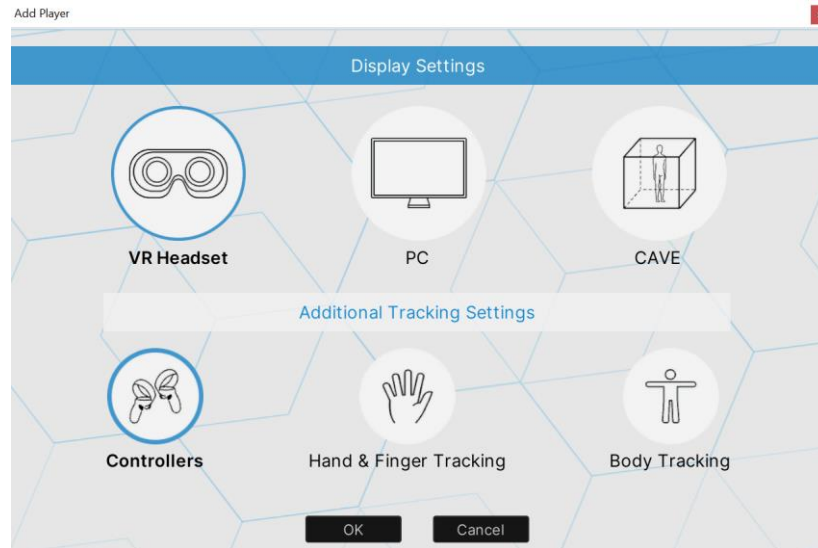 Add Player
Display Settings
VR Headset
PC
CAVE
Additional Tracking Settings
Controllers
Hand & Finger Tracking
Body Tracking
OK
Cancel